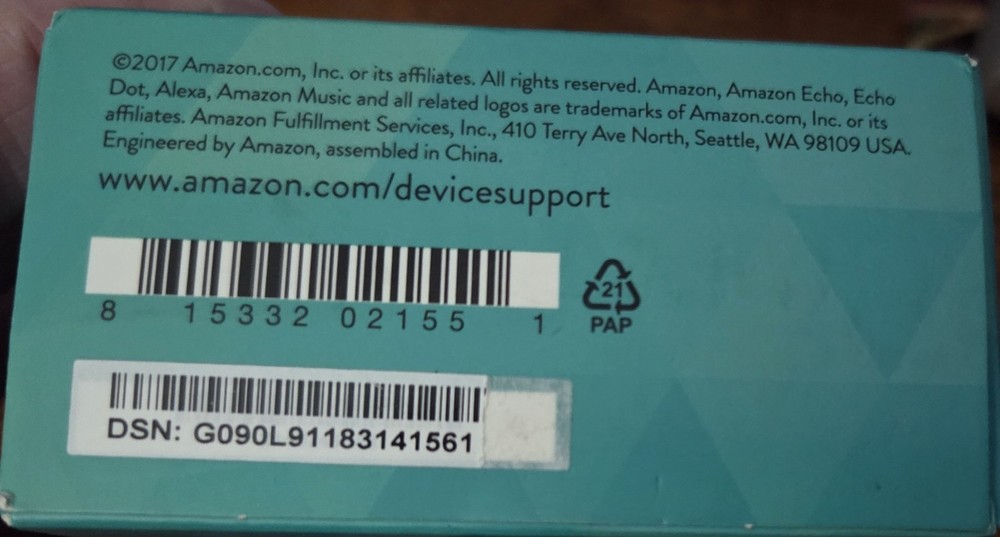 ©2017 Amazon.com, Inc. or its affiliates. All rights reserved. Amazon, Amazon Echo, Echo
Dot, Alexa, Amazon Music and all related logos are trademarks of Amazon.com, Inc. or its
affiliates. Amazon Fulfillment Services, Inc., 410 Terry Ave North, Seattle, WA 98109 USA.
Engineered by Amazon, assembled in China.
www.amazon.com/devicesupport
8 15332 02155 1
21
PAP
DSN: G090L91183141561